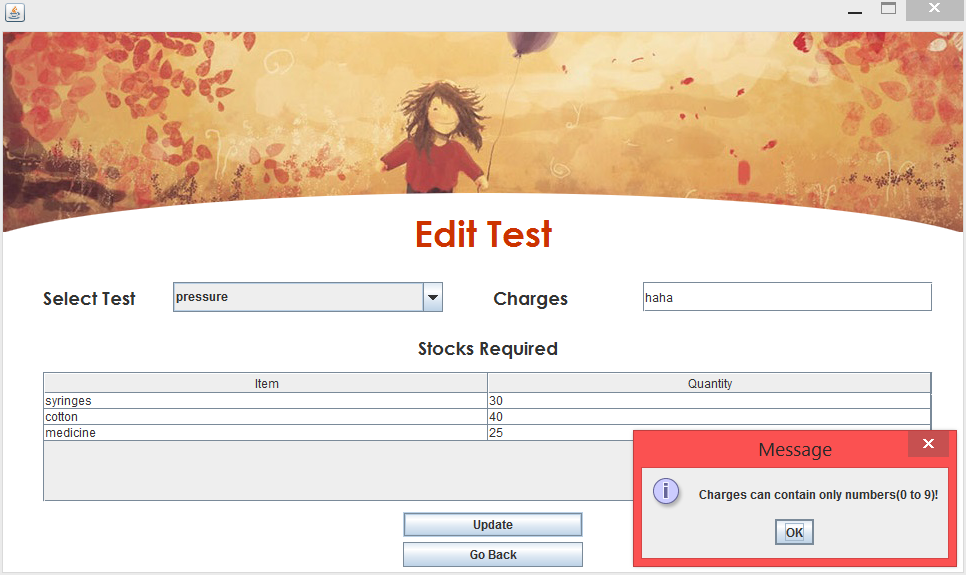 Edit Test
Select Test pressure Charges haha
Stocks Required
Item Quantity
syringes 30
cotton 40
medicine 25
Message
Charges can contain only numbers(0 to 9)!
OK
Update
Go Back